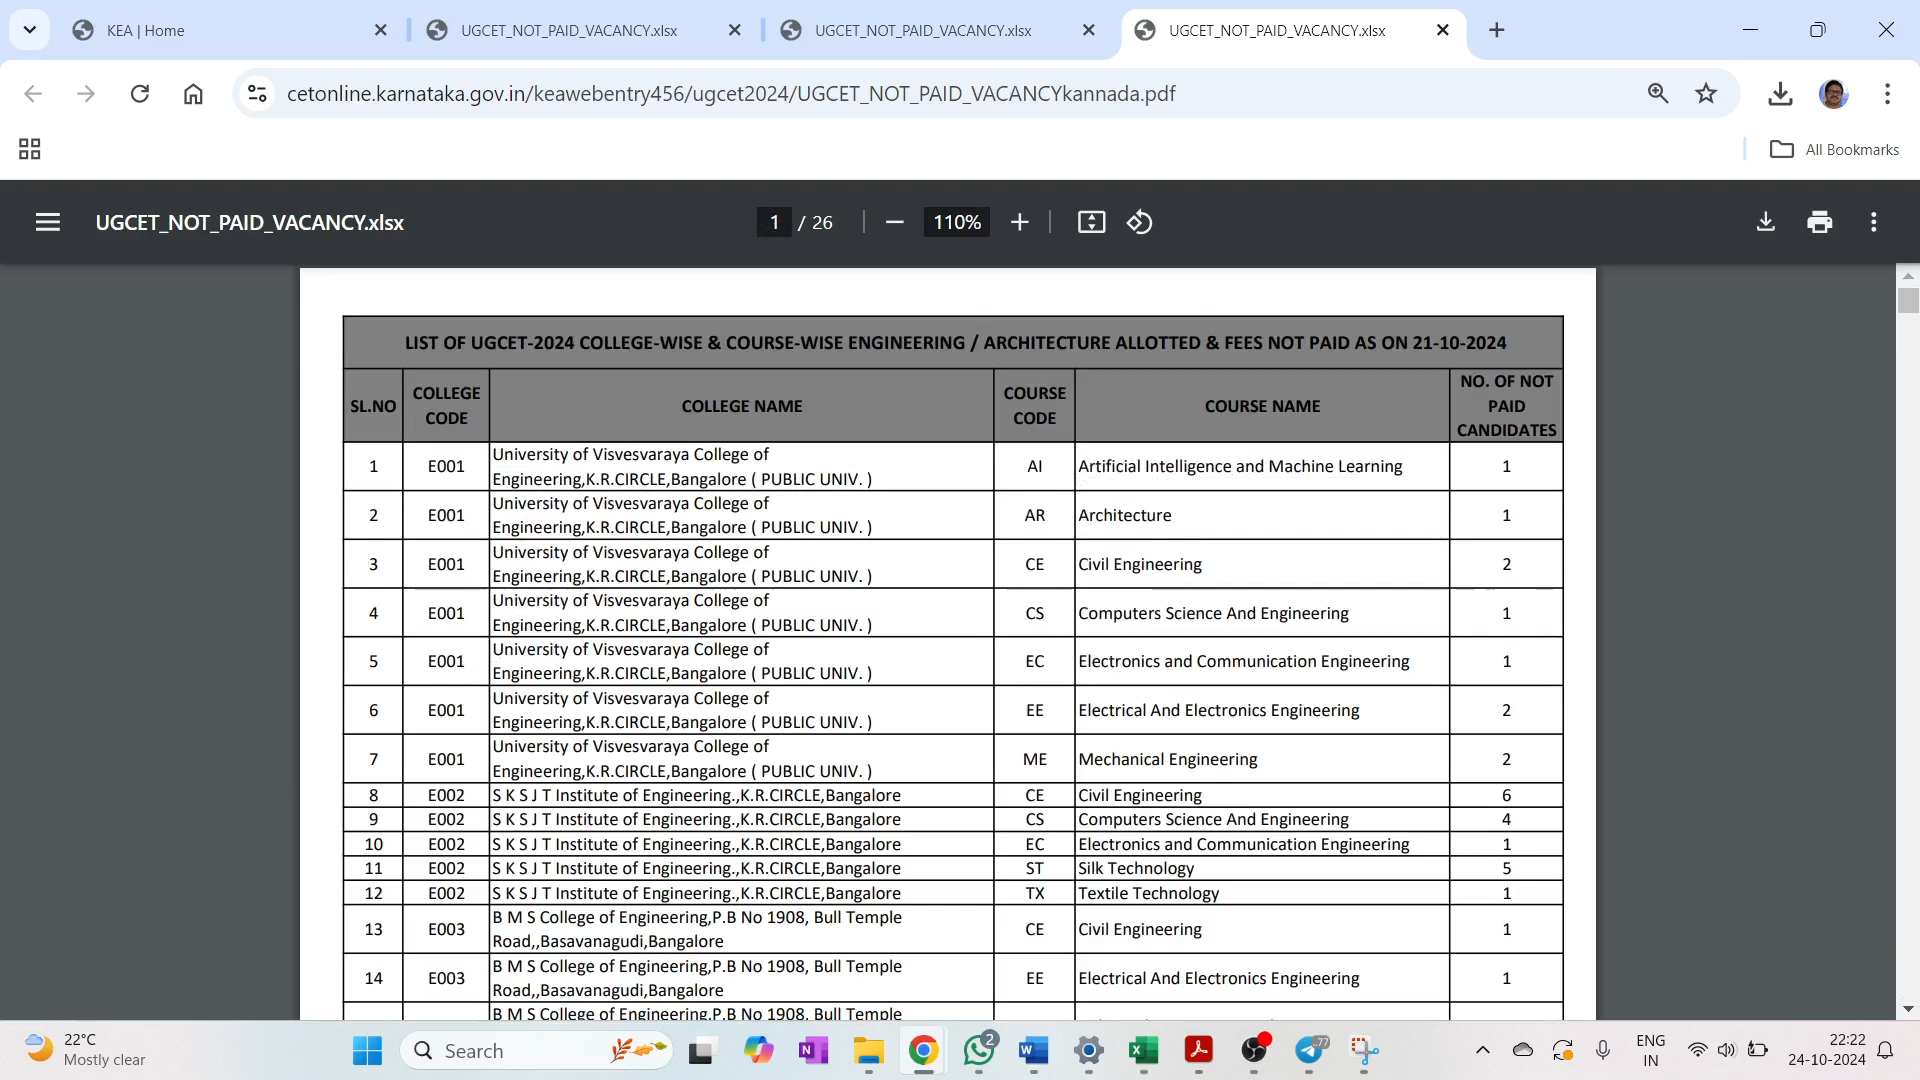 KEA | Home
UGCET_NOT_PAID_VACANCY.xlsx
UGCET_NOT_PAID_VACANCY.xlsx
UGCET_NOT_PAID_VACANCY.xlsx
cetonline.karnataka.gov.in/keawebentry456/ugcet2024/UGCET_NOT_PAID_VACANCYkannada.pdf
All Bookmarks
UGCET_NOT_PAID_VACANCY.xlsx
1 / 26
110%
LIST OF UGCET-2024 COLLEGE-WISE & COURSE-WISE ENGINEERING / ARCHITECTURE ALLOTTED & FEES NOT PAID AS ON 21-10-2024
SL.NO
COLLEGE
CODE
COLLEGE NAME
COURSE
CODE
COURSE NAME
NO. OF NOT
PAID
CANDIDATES
1 E001 University of Visvesvaraya College of
Engineering,K.R.CIRCLE,Bangalore ( PUBLIC UNIV. ) AI Artificial Intelligence and Machine Learning 1
2 E001 University of Visvesvaraya College of
Engineering,K.R.CIRCLE,Bangalore ( PUBLIC UNIV. ) AR Architecture 1
3 E001 University of Visvesvaraya College of
Engineering,K.R.CIRCLE,Bangalore ( PUBLIC UNIV. ) CE Civil Engineering 2
4 E001 University of Visvesvaraya College of
Engineering,K.R.CIRCLE,Bangalore ( PUBLIC UNIV. ) CS Computers Science And Engineering 1
5 E001 University of Visvesvaraya College of
Engineering,K.R.CIRCLE,Bangalore ( PUBLIC UNIV. ) EC Electronics and Communication Engineering 1
6 E001 University of Visvesvaraya College of
Engineering,K.R.CIRCLE,Bangalore ( PUBLIC UNIV. ) EE Electrical And Electronics Engineering 2
7 E001 University of Visvesvaraya College of
Engineering,K.R.CIRCLE,Bangalore ( PUBLIC UNIV. ) ME Mechanical Engineering 2
8 E002 S K S J T Institute of Engineering.,K.R.CIRCLE,Bangalore CE Civil Engineering 6
9 E002 S K S J T Institute of Engineering.,K.R.CIRCLE,Bangalore CS Computers Science And Engineering 4
10 E002 S K S J T Institute of Engineering.,K.R.CIRCLE,Bangalore EC Electronics and Communication Engineering 1
11 E002 S K S J T Institute of Engineering.,K.R.CIRCLE,Bangalore ST Silk Technology 5
12 E002 S K S J T Institute of Engineering.,K.R.CIRCLE,Bangalore TX Textile Technology 1
13 E003 B M S College of Engineering,P.B No 1908, Bull Temple
Road,,Basavanagudi,Bangalore CE Civil Engineering 1
14 E003 B M S College of Engineering,P.B No 1908, Bull Temple
Road,,Basavanagudi,Bangalore EE Electrical And Electronics Engineering 1
B M S College of Engineering,P.B No 1908, Bull Temple
22°C
Mostly clear
Search
2
77
ENG
IN
22:22
24-10-2024